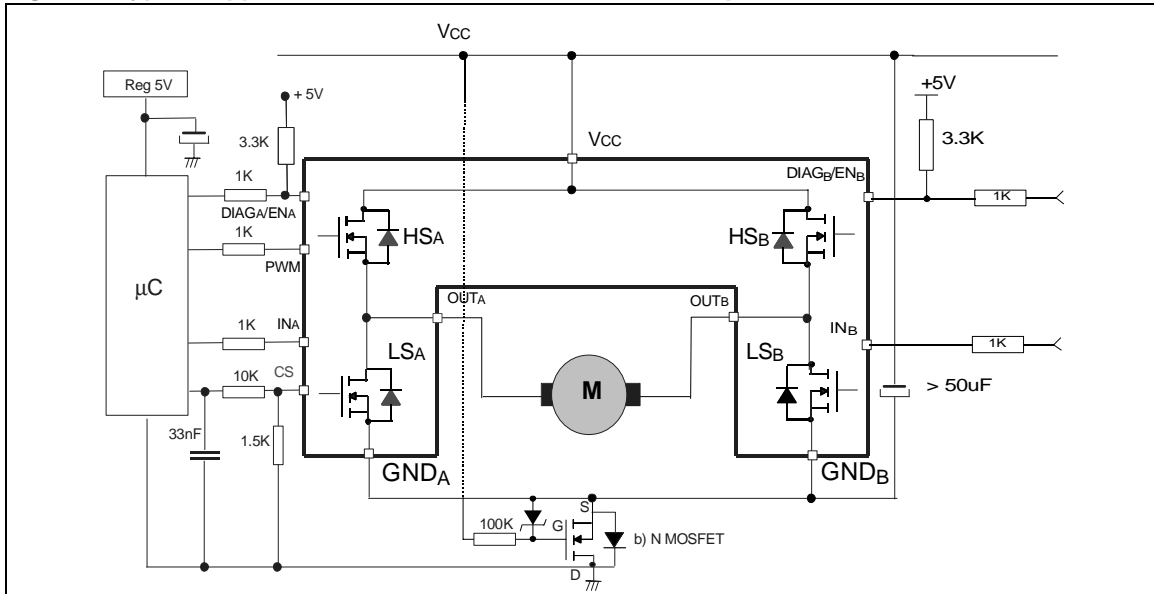 VCC
Reg 5V
+ 5V
+5V
3.3K
3.3K
VCC
1K
DIAGA/ENA
DIAGB/ENB
1K
1K
PWM
HSA
HSB
µC
OUTA
OUTB
INA
INB
1K
1K
LSA
LSB
CS
10K
M
> 50uF
33nF
1.5K
GNDA
GNDB
S
100K
G
b) N MOSFET
D